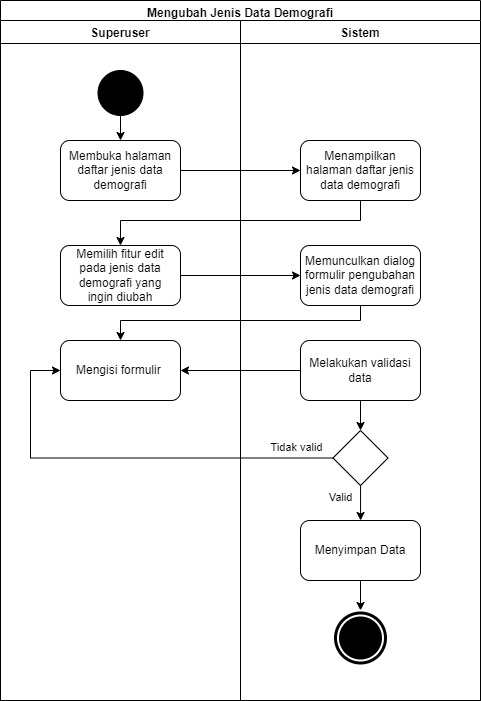 Mengubah Jenis Data Demografi
Superuser
Sistem
Membuka halaman
daftar jenis data
demografi
Menampilkan
halaman daftar jenis
data demografi
Memilih fitur edit
pada jenis data
demografi yang
ingin diubah
Memunculkan dialog
formulir pengubahan
jenis data demografi
Mengisi formulir
Melakukan validasi
data
Tidak valid
Valid
Menyimpan Data